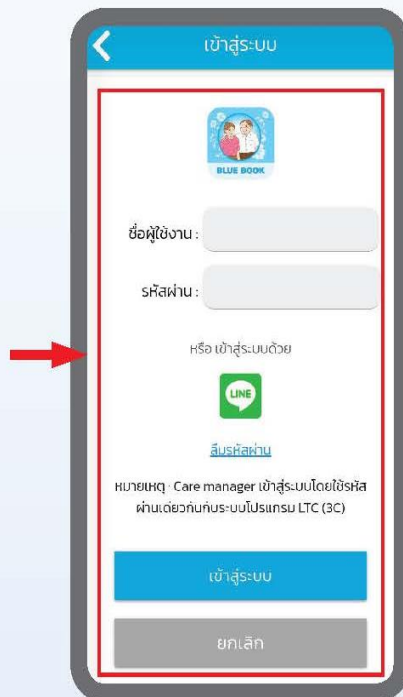 เข้าสู่ระบบ
BLUE BOOK
ชื่อผู้ใช้งาน :
รหัสผ่าน :
หรือ เข้าสู่ระบบด้วย
LINE
ลืมรหัสผ่าน
หมายเหตุ : Care manager เข้าสู่ระบบโดยใช้รหัส
ผ่านเดียวกันกับระบบโปรแกรม LTC (3C)
เข้าสู่ระบบ
ยกเลิก